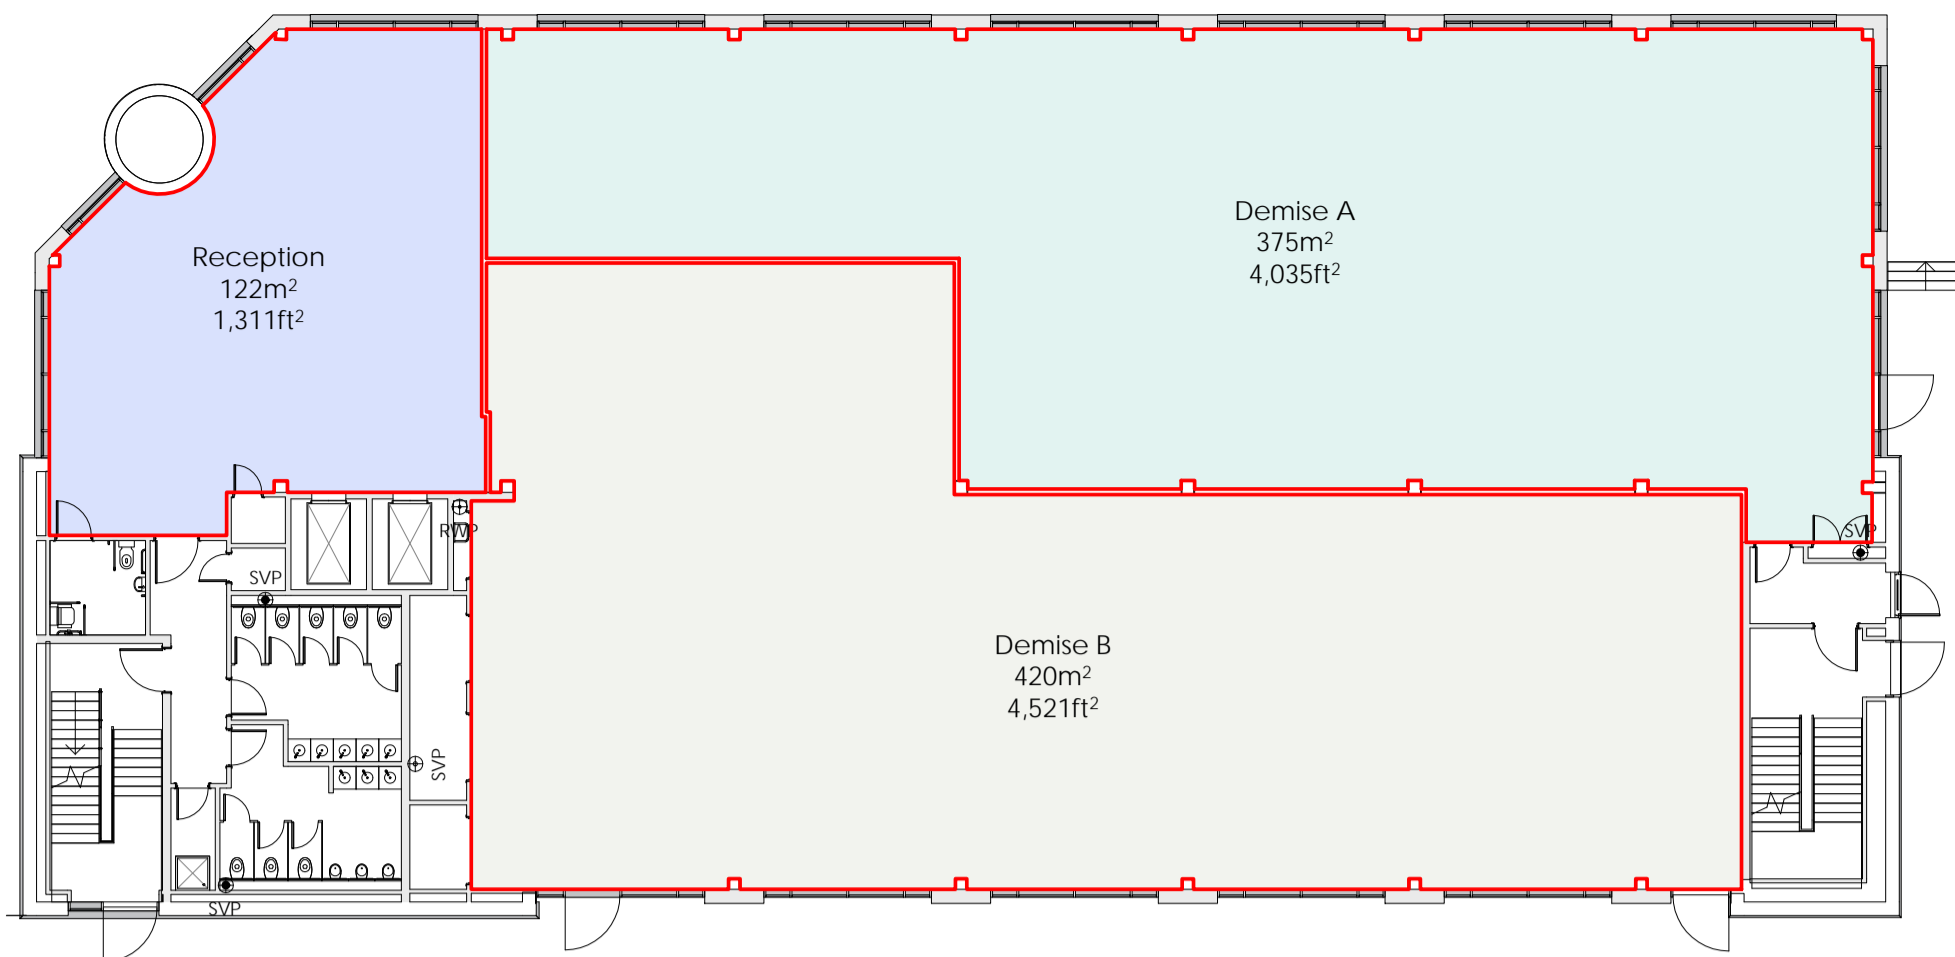 Demise A
375m²
4,035ft²
Reception
122m²
1,311ft²
RWP
SVP
SVP
Demise B
420m²
4,521ft²
SVP
SVP